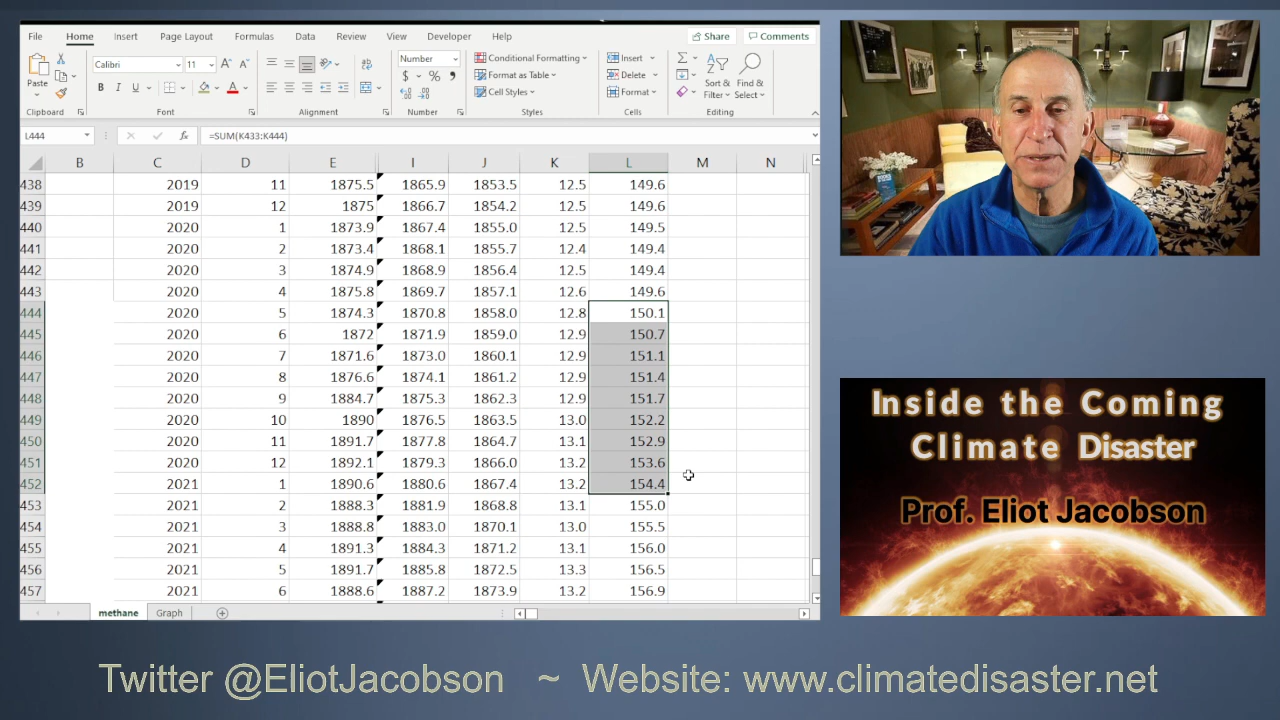 File Home Insert Page Layout Formulas Data Review View Developer Help Share Comments
Calibri 11 A A Number Conditional Formatting Insert Σ
Paste B I U A $ % , Format as Table Delete Sort & Find &
Cell Styles Format Filter Select
Clipboard Font Alignment Number Styles Cells Editing
L444 fx =SUM(K433:K444)
B C D E I J K L M N
438 2019 11 1875.5 1865.9 1853.5 12.5 149.6
439 2019 12 1875 1866.7 1854.2 12.5 149.6
440 2020 1 1873.9 1867.4 1855.0 12.5 149.5
441 2020 2 1873.4 1868.1 1855.7 12.4 149.4
442 2020 3 1874.9 1868.9 1856.4 12.5 149.4
443 2020 4 1875.8 1869.7 1857.1 12.6 149.6
444 2020 5 1874.3 1870.8 1858.0 12.8 150.1
445 2020 6 1872 1871.9 1859.0 12.9 150.7
446 2020 7 1871.6 1873.0 1860.1 12.9 151.1
447 2020 8 1876.6 1874.1 1861.2 12.9 151.4
448 2020 9 1884.7 1875.3 1862.3 12.9 151.7
449 2020 10 1890 1876.5 1863.5 13.0 152.2
450 2020 11 1891.7 1877.8 1864.7 13.1 152.9
451 2020 12 1892.1 1879.3 1866.0 13.2 153.6
452 2021 1 1890.6 1880.6 1867.4 13.2 154.4
453 2021 2 1888.3 1881.9 1868.8 13.1 155.0
454 2021 3 1888.8 1883.0 1870.1 13.0 155.5
455 2021 4 1891.3 1884.3 1871.2 13.1 156.0
456 2021 5 1891.7 1885.8 1872.5 13.3 156.5
457 2021 6 1888.6 1887.2 1873.9 13.2 156.9
methane Graph
Inside the Coming
Climate Disaster
Prof. Eliot Jacobson
Twitter @EliotJacobson ~ Website: www.climatedisaster.net